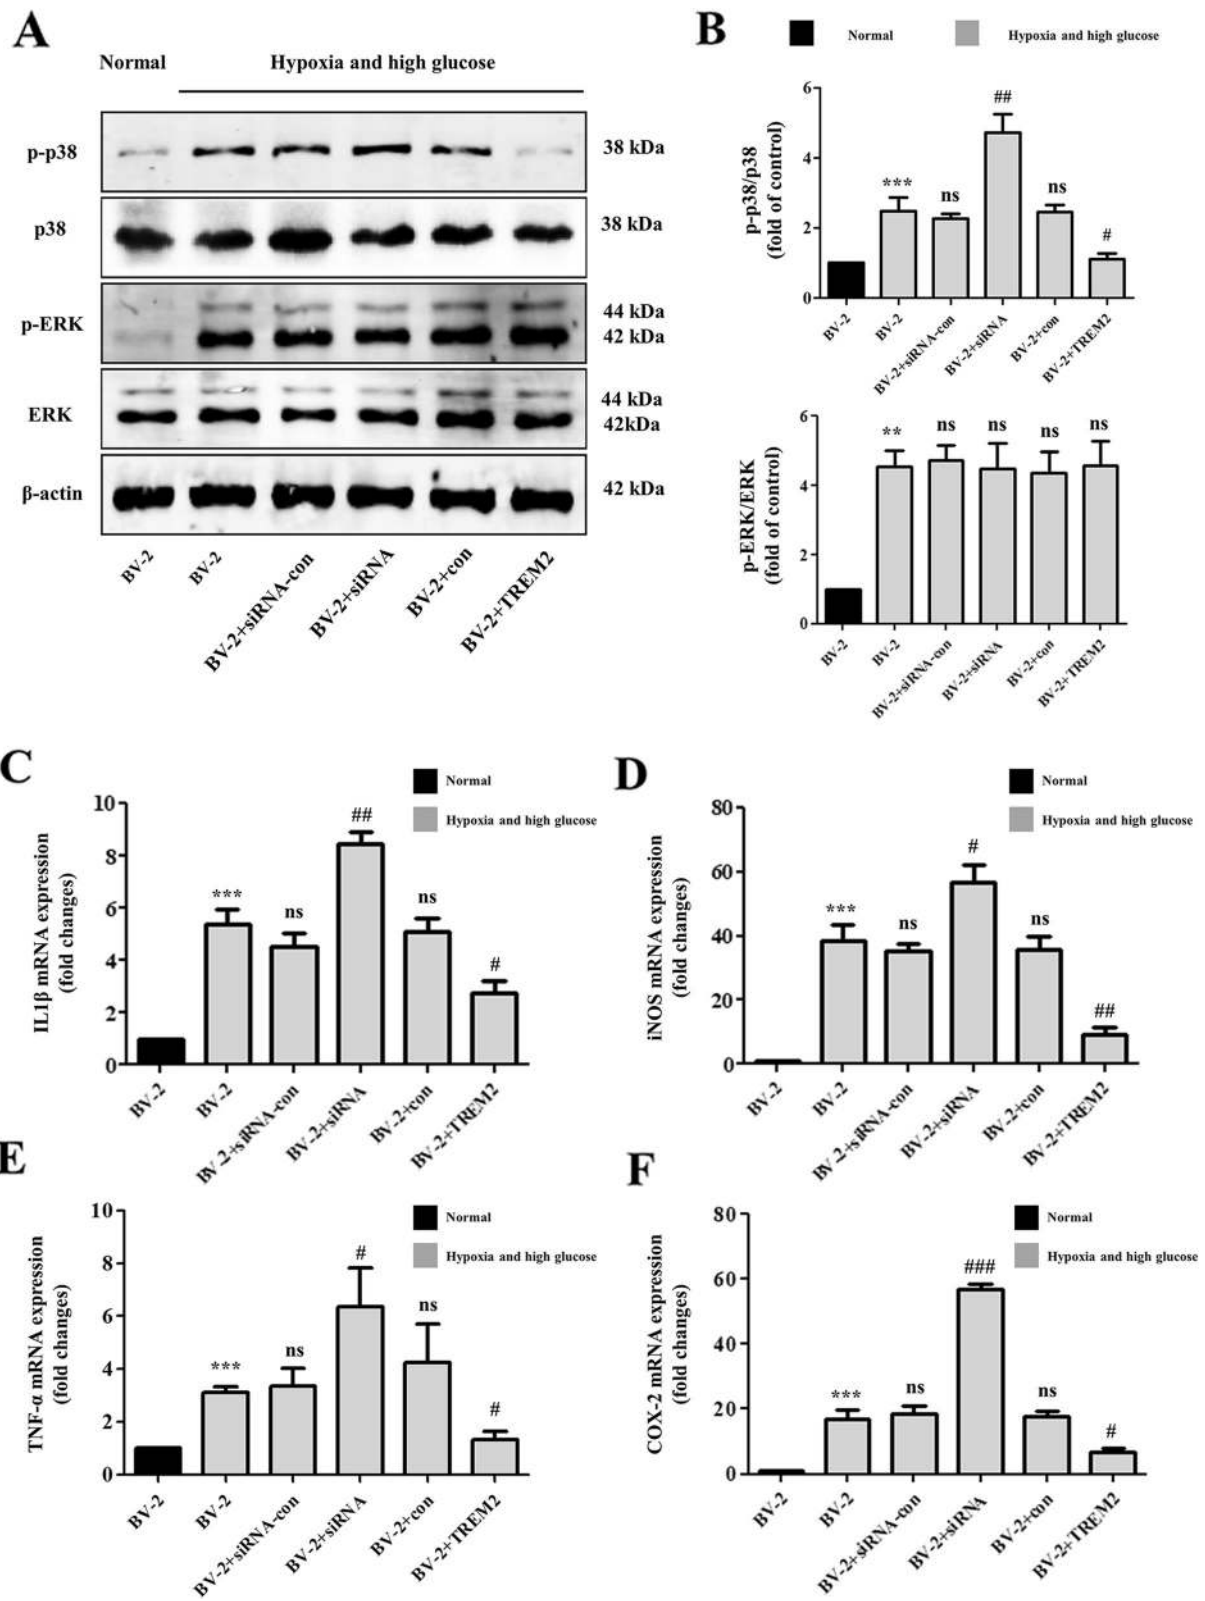 A
Normal Hypoxia and high glucose
p-p38 38 kDa
p38 38 kDa
p-ERK 44 kDa
42 kDa
ERK 44 kDa
42kDa
β-actin 42 kDa
BV-2 BV-2 BV-2+siRNA-con BV-2+siRNA BV-2+con BV-2+TREM2
B
Normal Hypoxia and high glucose
p-p38/p38
(fold of control)
6
4
2
0
*** ns ## ns #
BV-2 BV-2 BV-2+siRNA-con BV-2+siRNA BV-2+con BV-2+TREM2
p-ERK/ERK
(fold of control)
6
4
2
0
** ns ns ns ns
BV-2 BV-2 BV-2+siRNA-con BV-2+siRNA BV-2+con BV-2+TREM2
C
Normal
Hypoxia and high glucose
IL1β mRNA expression
(fold changes)
10
8
6
4
2
0
*** ns ## ns #
BV-2 BV-2 BV-2+siRNA-con BV-2+siRNA BV-2+con BV-2+TREM2
D
Normal
Hypoxia and high glucose
iNOS mRNA expression
(fold changes)
80
60
40
20
0
*** ns # ns ##
BV-2 BV-2 BV-2+siRNA-con BV-2+siRNA BV-2+con BV-2+TREM2
E
Normal
Hypoxia and high glucose
TNF-α mRNA expression
(fold changes)
10
8
6
4
2
0
*** ns # ns #
BV-2 BV-2 BV-2+siRNA-con BV-2+siRNA BV-2+con BV-2+TREM2
F
Normal
Hypoxia and high glucose
COX-2 mRNA expression
(fold changes)
80
60
40
20
0
*** ns ### ns #
BV-2 BV-2 BV-2+siRNA-con BV-2+siRNA BV-2+con BV-2+TREM2